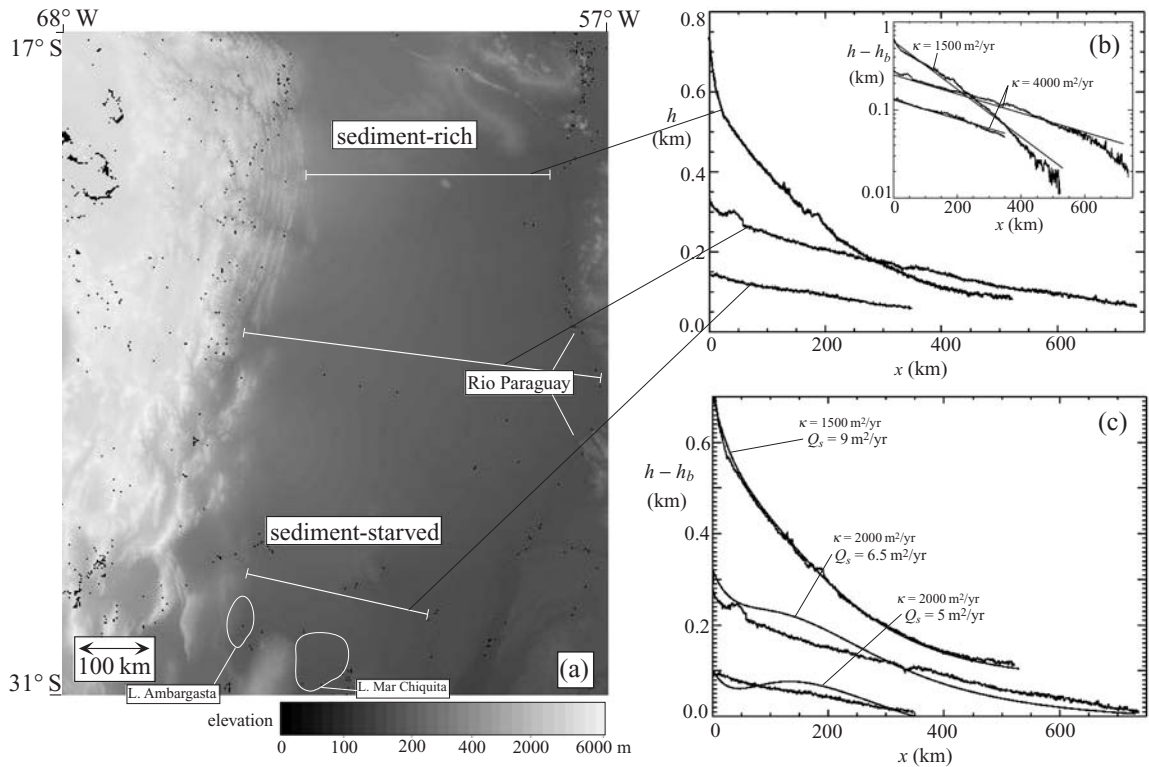 68° W
57° W
17° S
sediment-rich
Rio Paraguay
sediment-starved
100 km
(a)
31° S
L. Ambargasta
L. Mar Chiquita
elevation
0 100 200 400 2000 6000 m
(b)
0.8
0.6
0.4
0.2
0.0
h
(km)
0 200 400 600
x (km)
1
0.1
0.01
h – h_b
(km)
κ = 1500 m²/yr
κ = 4000 m²/yr
0 200 400 600
x (km)
(c)
0.6
0.4
0.2
0.0
h – h_b
(km)
κ = 1500 m²/yr
Q_s = 9 m²/yr
κ = 2000 m²/yr
Q_s = 6.5 m²/yr
κ = 2000 m²/yr
Q_s = 5 m²/yr
0 200 400 600
x (km)